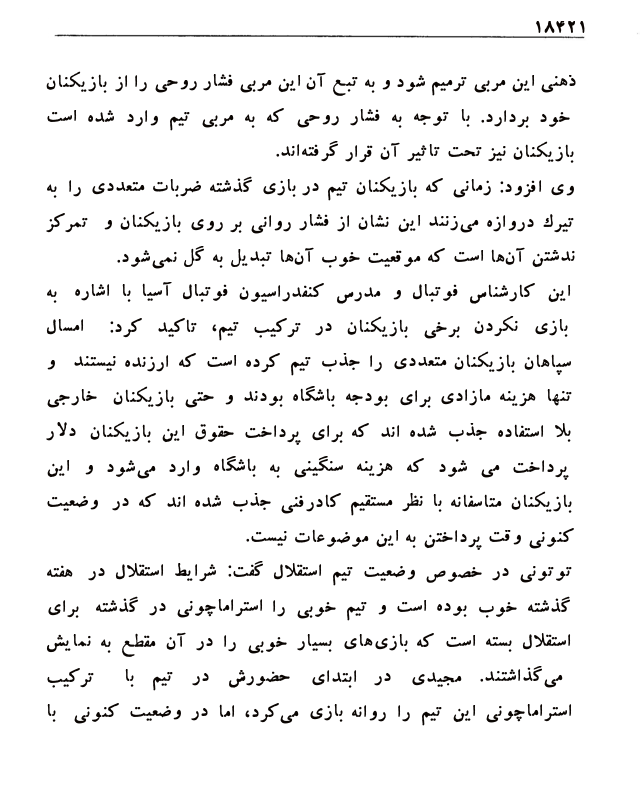 ۱۸۴۲۱
ذهنی این مربی ترمیم شود و به تبع آن این مربی فشار روحی را از بازیکنان
خود بردارد. با توجه به فشار روحی که به مربی تیم وارد شده است
بازیکنان نیز تحت تاثیر آن قرار گرفته‌اند.
وی افزود: زمانی که بازیکنان تیم در بازی گذشته ضربات متعددی را به
تیرك دروازه می‌زنند این نشان از فشار روانی بر روی بازیکنان و تمرکز
ندشتن آن‌ها است که موقعیت خوب آن‌ها تبدیل به گل نمی‌شود.
این کارشناس فوتبال و مدرس کنفدراسیون فوتبال آسیا با اشاره به
بازی نکردن برخی بازیکنان در ترکیب تیم، تاکید کرد: امسال
سپاهان بازیکنان متعددی را جذب تیم کرده است که ارزنده نیستند و
تنها هزینه مازادی برای بودجه باشگاه بودند و حتی بازیکنان خارجی
بلا استفاده جذب شده اند که برای پرداخت حقوق این بازیکنان دلار
پرداخت می شود که هزینه سنگینی به باشگاه وارد می‌شود و این
بازیکنان متاسفانه با نظر مستقیم کادرفنی جذب شده اند که در وضعیت
کنونی وقت پرداختن به این موضوعات نیست.
توتونی در خصوص وضعیت تیم استقلال گفت: شرایط استقلال در هفته
گذشته خوب بوده است و تیم خوبی را استراماچونی در گذشته برای
استقلال بسته است که بازی‌های بسیار خوبی را در آن مقطع به نمایش
می‌گذاشتند. مجیدی در ابتدای حضورش در تیم با ترکیب
استراماچونی این تیم را روانه بازی می‌کرد، اما در وضعیت کنونی با